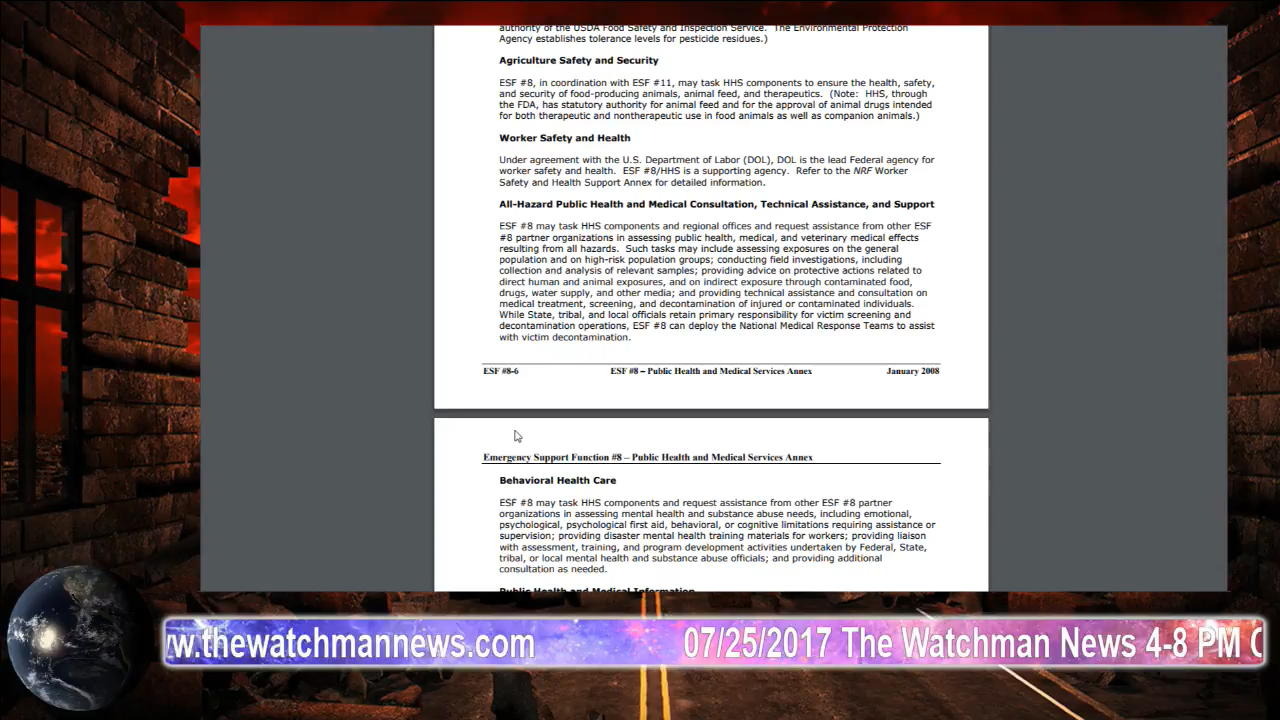 authority of the USDA Food Safety and Inspection Service. The Environmental Protection
Agency establishes tolerance levels for pesticide residues.)
Agriculture Safety and Security
ESF #8, in coordination with ESF #11, may task HHS components to ensure the health, safety,
and security of food-producing animals, animal feed, and therapeutics. (Note: HHS, through
the FDA, has statutory authority for animal feed and for the approval of animal drugs intended
for both therapeutic and nontherapeutic use in food animals as well as companion animals.)
Worker Safety and Health
Under agreement with the U.S. Department of Labor (DOL), DOL is the lead Federal agency for
worker safety and health. ESF #8/HHS is a supporting agency. Refer to the NRF Worker
Safety and Health Support Annex for detailed information.
All-Hazard Public Health and Medical Consultation, Technical Assistance, and Support
ESF #8 may task HHS components and regional offices and request assistance from other ESF
#8 partner organizations in assessing public health, medical, and veterinary medical effects
resulting from all hazards. Such tasks may include assessing exposures on the general
population and on high-risk population groups; conducting field investigations, including
collection and analysis of relevant samples; providing advice on protective actions related to
direct human and animal exposures, and on indirect exposure through contaminated food,
drugs, water supply, and other media; and providing technical assistance and consultation on
medical treatment, screening, and decontamination of injured or contaminated individuals.
While State, tribal, and local officials retain primary responsibility for victim screening and
decontamination operations, ESF #8 can deploy the National Medical Response Teams to assist
with victim decontamination.
ESF #8-6 ESF #8 – Public Health and Medical Services Annex January 2008
Emergency Support Function #8 – Public Health and Medical Services Annex
Behavioral Health Care
ESF #8 may task HHS components and request assistance from other ESF #8 partner
organizations in assessing mental health and substance abuse needs, including emotional,
psychological, psychological first aid, behavioral, or cognitive limitations requiring assistance or
supervision; providing disaster mental health training materials for workers; providing liaison
with assessment, training, and program development activities undertaken by Federal, State,
tribal, or local mental health and substance abuse officials; and providing additional
consultation as needed.
Public Health and Medical Information
w.thewatchmannews.com 07/25/2017 The Watchman News 4-8 PM C